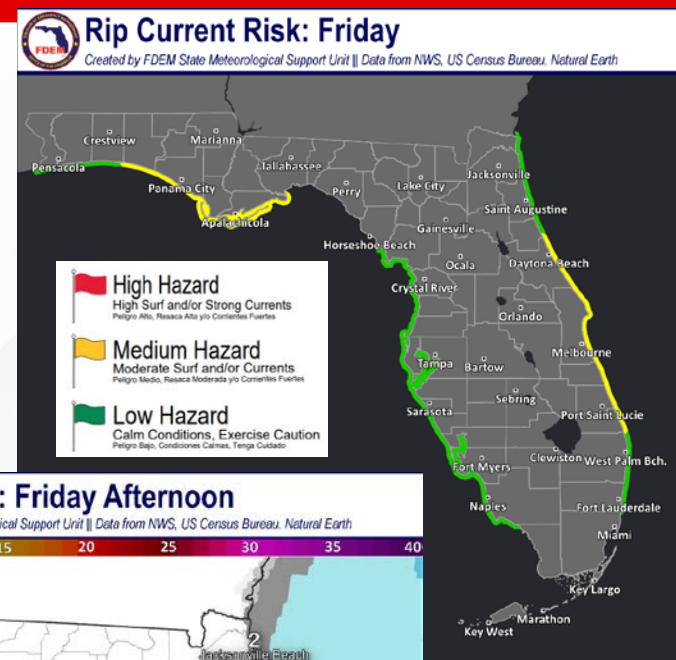 FDEM
Rip Current Risk: Friday
Created by FDEM State Meteorological Support Unit || Data from NWS, US Census Bureau, Natural Earth
Crestview
Marianna
Pensacola
Tallahassee
Jacksonville
Panama City
Perry
Lake City
Apalachicola
Saint Augustine
Gainesville
Horseshoe Beach
Ocala
Daytona Beach
Crystal River
Orlando
Melbourne
Tampa
Bartow
Sebring
Sarasota
Port Saint Lucie
Fort Myers
Clewiston
West Palm Bch.
Naples
Fort Lauderdale
Miami
Key Largo
Marathon
Key West
High Hazard
High Surf and/or Strong Currents
Peligro Alto, Resaca Alta y/o Corrientes Fuertes
Medium Hazard
Moderate Surf and/or Currents
Peligro Medio, Resaca Moderada y/o Corrientes Fuertes
Low Hazard
Calm Conditions, Exercise Caution
Peligro Bajo, Condiciones Calmas, Tenga Cuidado
: Friday Afternoon
ical Support Unit || Data from NWS, US Census Bureau, Natural Earth
15 20 25 30 35 40
2
Jacksonville Beach